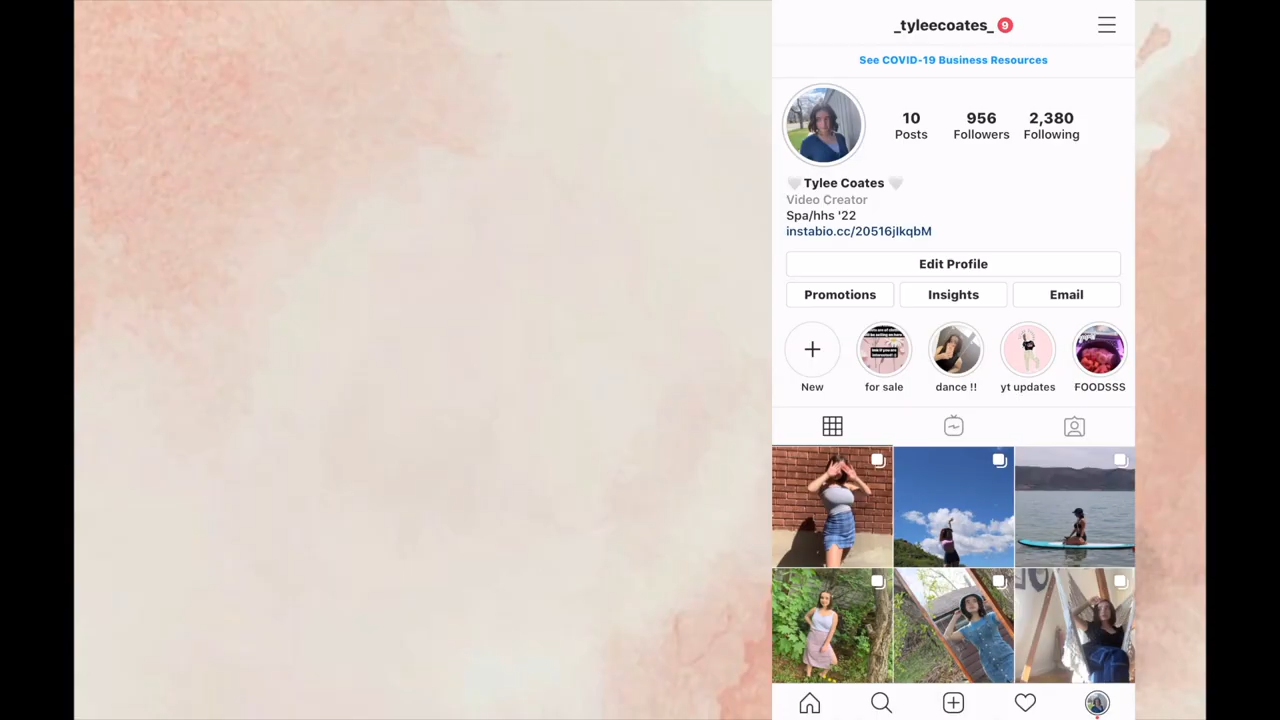 _tyleecoates_ 9
See COVID-19 Business Resources
10 956 2,380
Posts Followers Following
🤍Tylee Coates 🤍
Video Creator
Spa/hhs '22
instabio.cc/20516jlkqbM
Edit Profile
Promotions Insights Email
New for sale dance !! yt updates FOODSSS